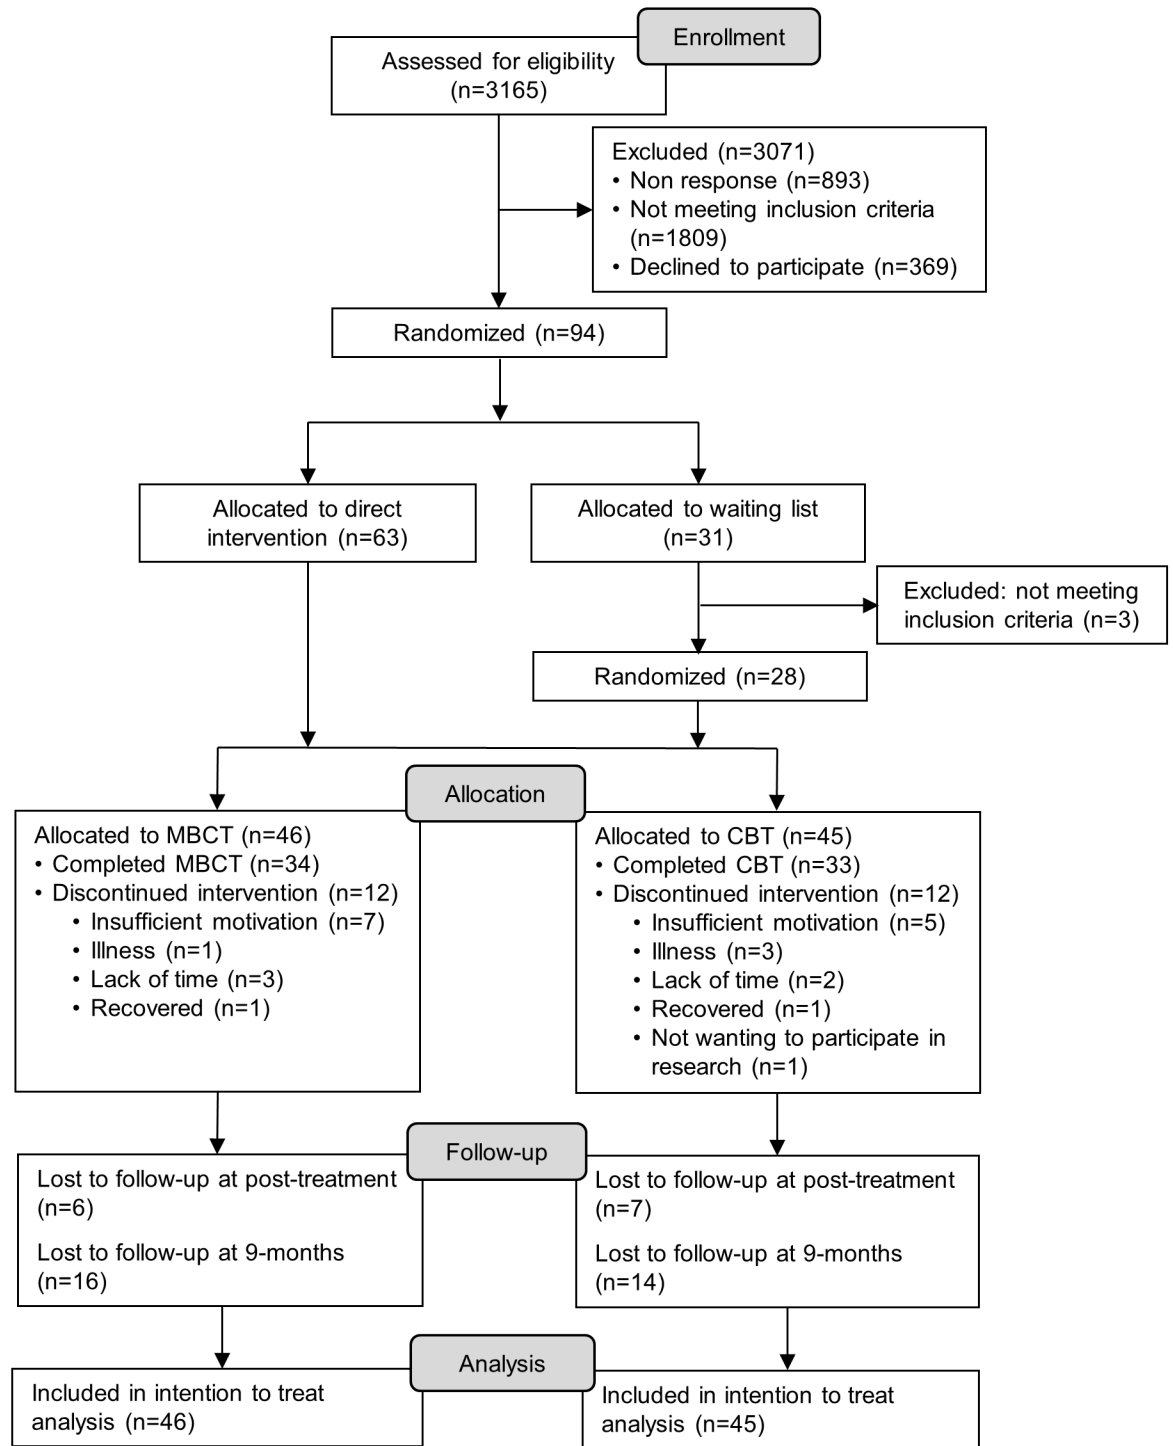 Enrollment
Assessed for eligibility
(n=3165)
Excluded (n=3071)
• Non response (n=893)
• Not meeting inclusion criteria
(n=1809)
• Declined to participate (n=369)
Randomized (n=94)
Allocated to direct
intervention (n=63)
Allocated to waiting list
(n=31)
Excluded: not meeting
inclusion criteria (n=3)
Randomized (n=28)
Allocation
Allocated to MBCT (n=46)
• Completed MBCT (n=34)
• Discontinued intervention (n=12)
• Insufficient motivation (n=7)
• Illness (n=1)
• Lack of time (n=3)
• Recovered (n=1)
Allocated to CBT (n=45)
• Completed CBT (n=33)
• Discontinued intervention (n=12)
• Insufficient motivation (n=5)
• Illness (n=3)
• Lack of time (n=2)
• Recovered (n=1)
• Not wanting to participate in
research (n=1)
Follow-up
Lost to follow-up at post-treatment
(n=6)
Lost to follow-up at 9-months
(n=16)
Lost to follow-up at post-treatment
(n=7)
Lost to follow-up at 9-months
(n=14)
Analysis
Included in intention to treat
analysis (n=46)
Included in intention to treat
analysis (n=45)